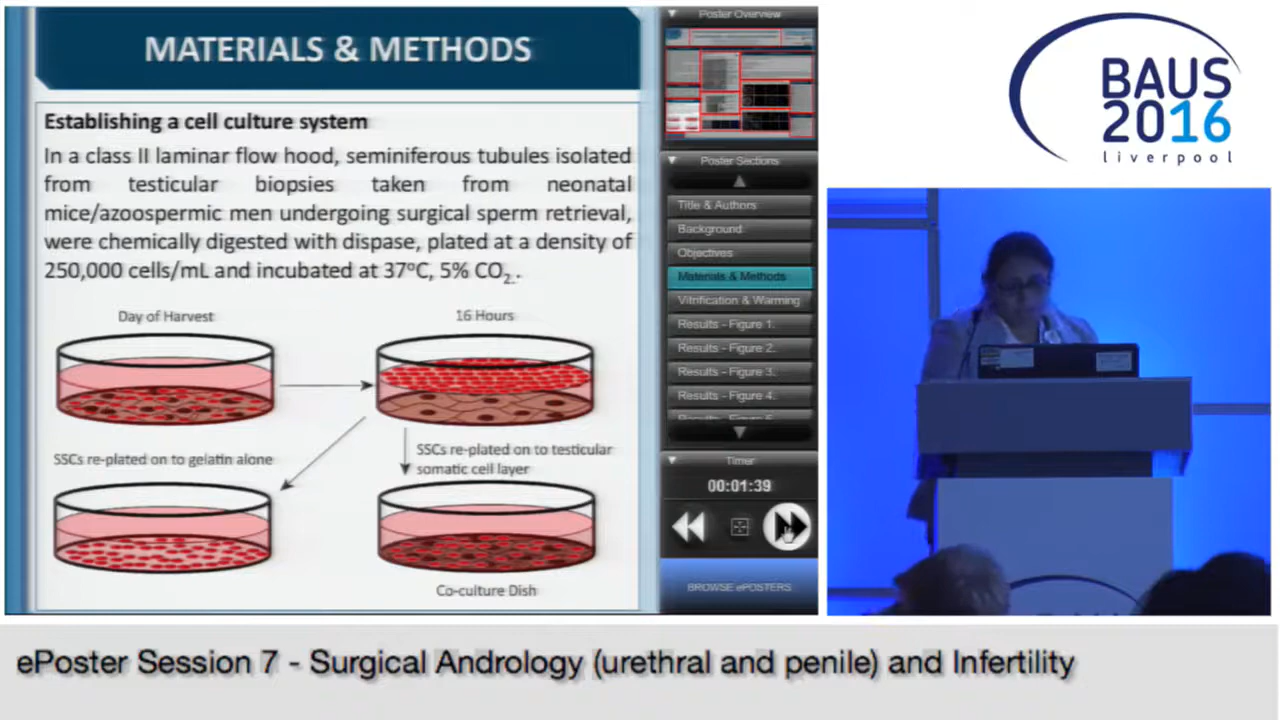 MATERIALS & METHODS
Establishing a cell culture system
In a class II laminar flow hood, seminiferous tubules isolated
from testicular biopsies taken from neonatal
mice/azoospermic men undergoing surgical sperm retrieval,
were chemically digested with dispase, plated at a density of
250,000 cells/mL and incubated at 37°C, 5% CO2.
Day of Harvest
16 Hours
SSCs re-plated on to gelatin alone
SSCs re-plated on to testicular
somatic cell layer
Co-culture Dish
Poster Overview
Poster Sections
Title & Authors
Background
Objectives
Materials & Methods
Vitrification & Warming
Results - Figure 1.
Results - Figure 2.
Results - Figure 3.
Results - Figure 4.
Timer
00:01:39
BROWSE ePOSTERS
BAUS
2016
liverpool
ePoster Session 7 - Surgical Andrology (urethral and penile) and Infertility